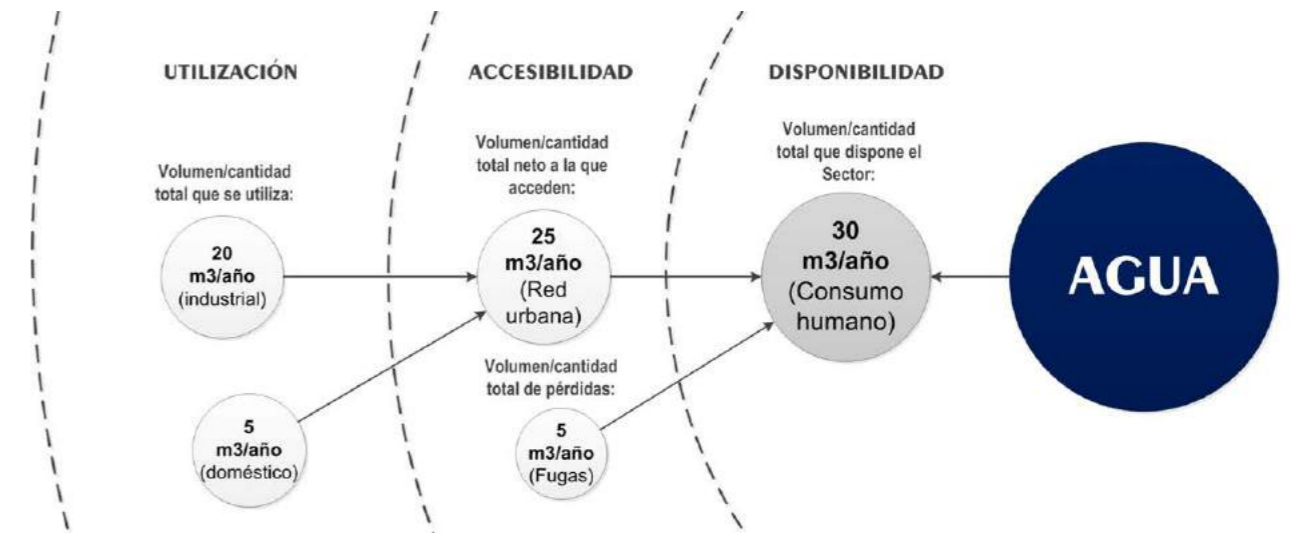 UTILIZACIÓN
Volumen/cantidad
total que se utiliza:
20
m3/año
(industrial)
5
m3/año
(doméstico)
ACCESIBILIDAD
Volumen/cantidad
total neto a la que
acceden:
25
m3/año
(Red
urbana)
Volumen/cantidad
total de pérdidas:
5
m3/año
(Fugas)
DISPONIBILIDAD
Volumen/cantidad
total que dispone el
Sector:
30
m3/año
(Consumo
humano)
AGUA